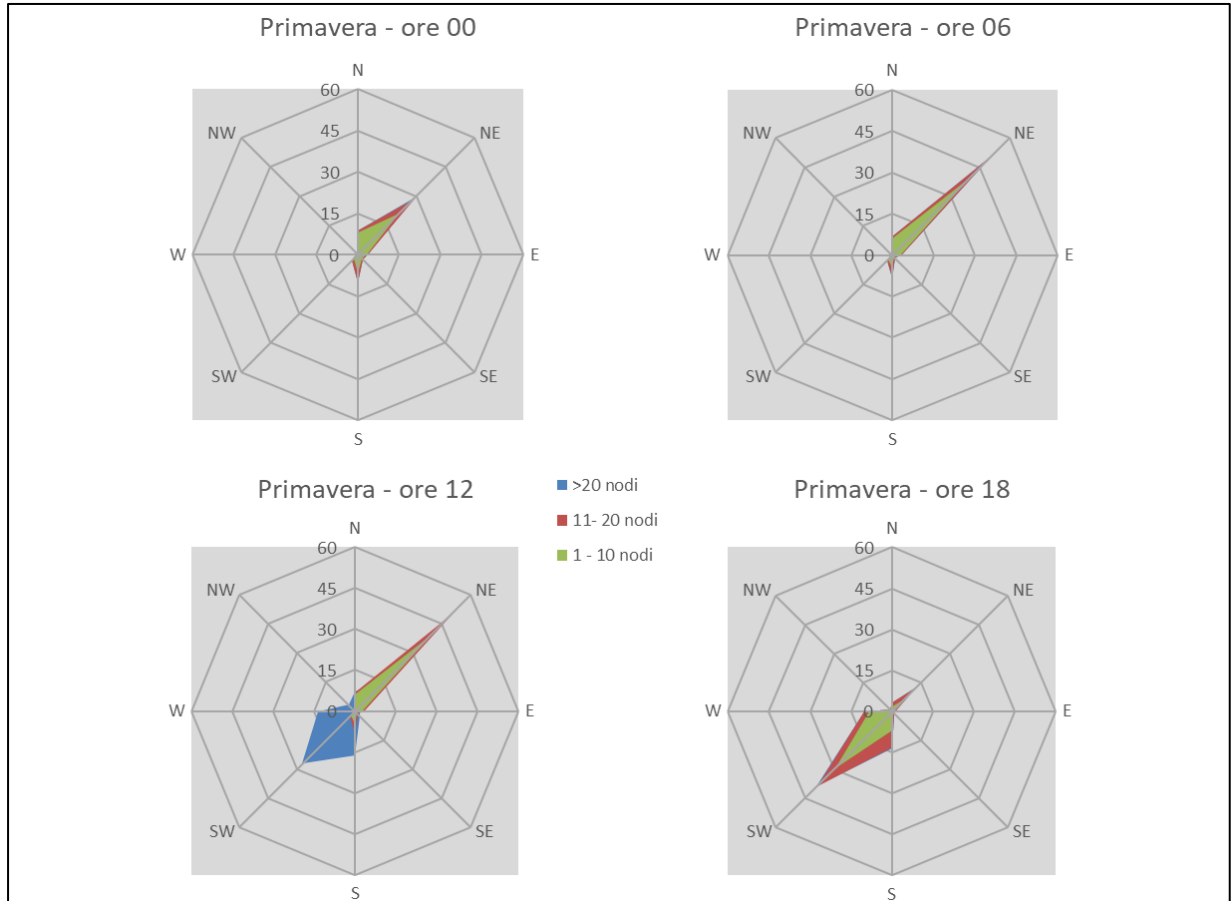 Primavera - ore 00
N
60
NW
NE
45
30
15
W
0
E
SW
SE
S
Primavera - ore 06
N
60
NW
NE
45
30
15
W
0
E
SW
SE
S
Primavera - ore 12
N
60
NW
NE
45
30
15
W
0
E
SW
SE
S
>20 nodi
11- 20 nodi
1 - 10 nodi
Primavera - ore 18
N
60
NW
NE
45
30
15
W
0
E
SW
SE
S